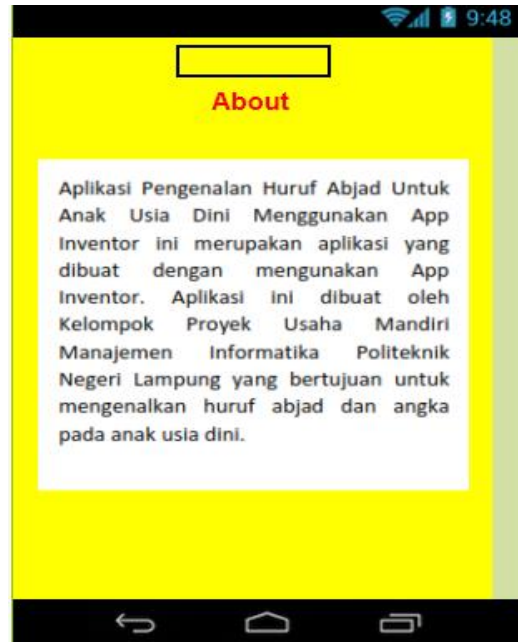 9:48
About
Aplikasi Pengenalan Huruf Abjad Untuk
Anak Usia Dini Menggunakan App
Inventor ini merupakan aplikasi yang
dibuat dengan mengunakan App
Inventor. Aplikasi ini dibuat oleh
Kelompok Proyek Usaha Mandiri
Manajemen Informatika Politeknik
Negeri Lampung yang bertujuan untuk
mengenalkan huruf abjad dan angka
pada anak usia dini.